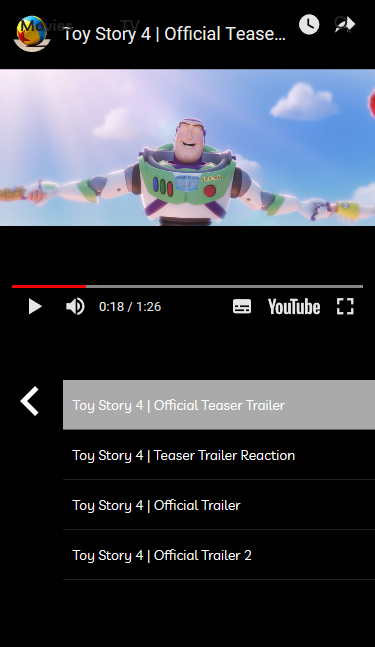 Movies TV
Toy Story 4 | Official Tease...
0:18 / 1:26
YouTube
Toy Story 4 | Official Teaser Trailer
Toy Story 4 | Teaser Trailer Reaction
Toy Story 4 | Official Trailer
Toy Story 4 | Official Trailer 2